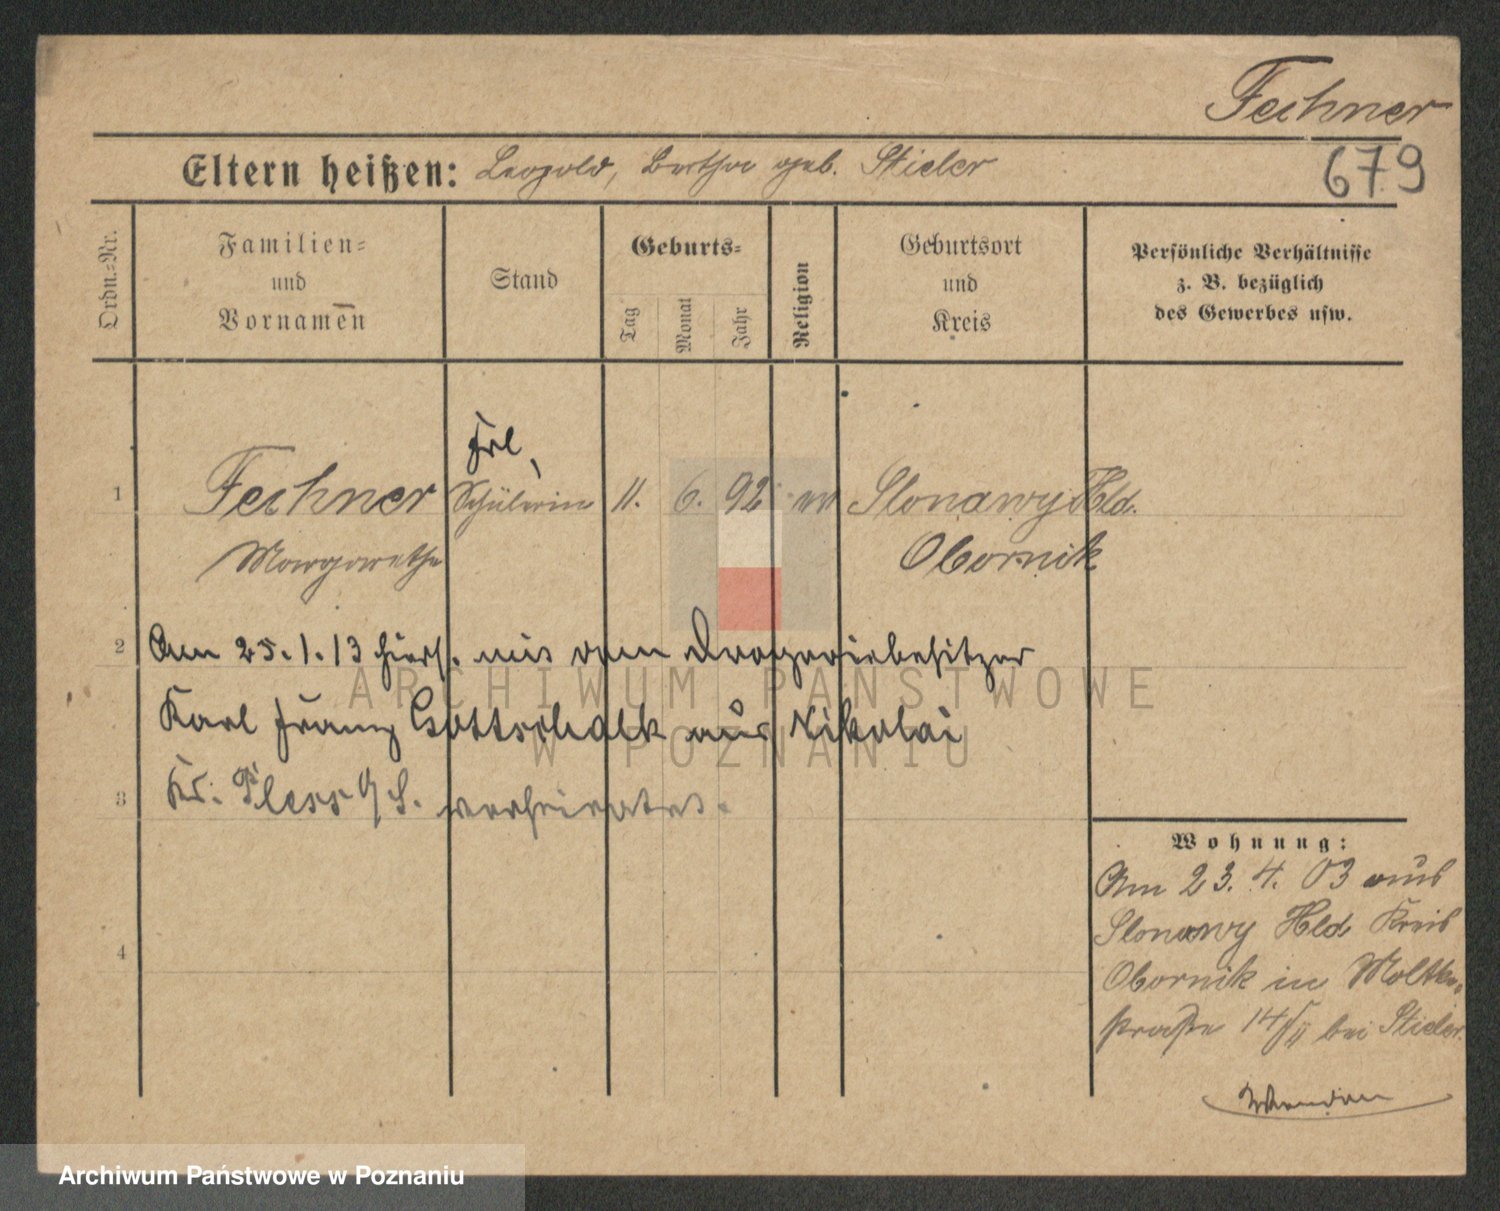 Fechner
679
Eltern heißen: Leopold, Bertha geb. Stieler
Ordn.-Nr.
Familien-
und
Vornamen
Stand
Geburts-
Tag
Monat
Jahr
Religion
Geburtsort
und
Kreis
Persönliche Verhältnisse
z. B. bezüglich
des Gewerbes usw.
Frl,
1 Fechner Schülerin 11. 6. 92 ev Slonawy Hld.
Margarethe Obornik
2 Am 25.1.13 hiers. mit dem Drogeriebesitzer
Karl Franz Gottschalk aus Nikolai
3 Kr. Pless O/S. verheiratet.
4
Wohnung:
Am 23. 4. 03 aus
Slonawy Hld Kreis
Obornik in Moltke-
straße 14/II bei Stieler.
ARCHIWUM PAŃSTWOWE
W POZNANIU
Archiwum Państwowe w Poznaniu